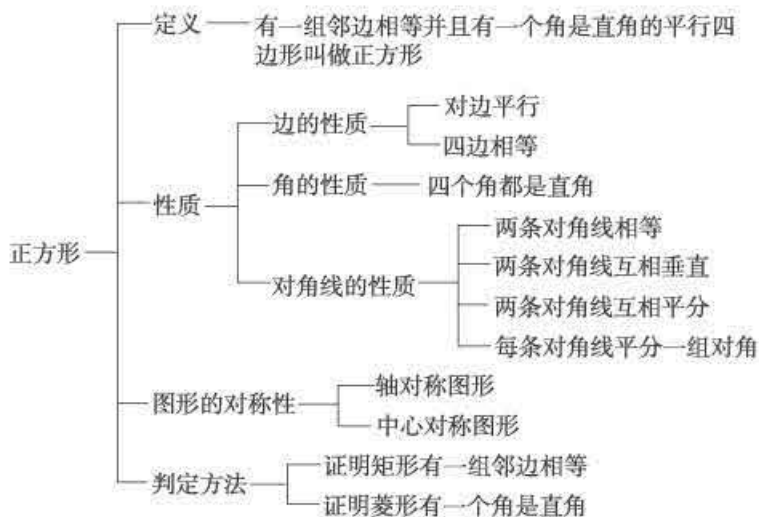 定义
有一组邻边相等并且有一个角是直角的平行四
边形叫做正方形
边的性质
对边平行
四边相等
角的性质
四个角都是直角
性质
正方形
对角线的性质
两条对角线相等
两条对角线互相垂直
两条对角线互相平分
每条对角线平分一组对角
图形的对称性
轴对称图形
中心对称图形
判定方法
证明矩形有一组邻边相等
证明菱形有一个角是直角